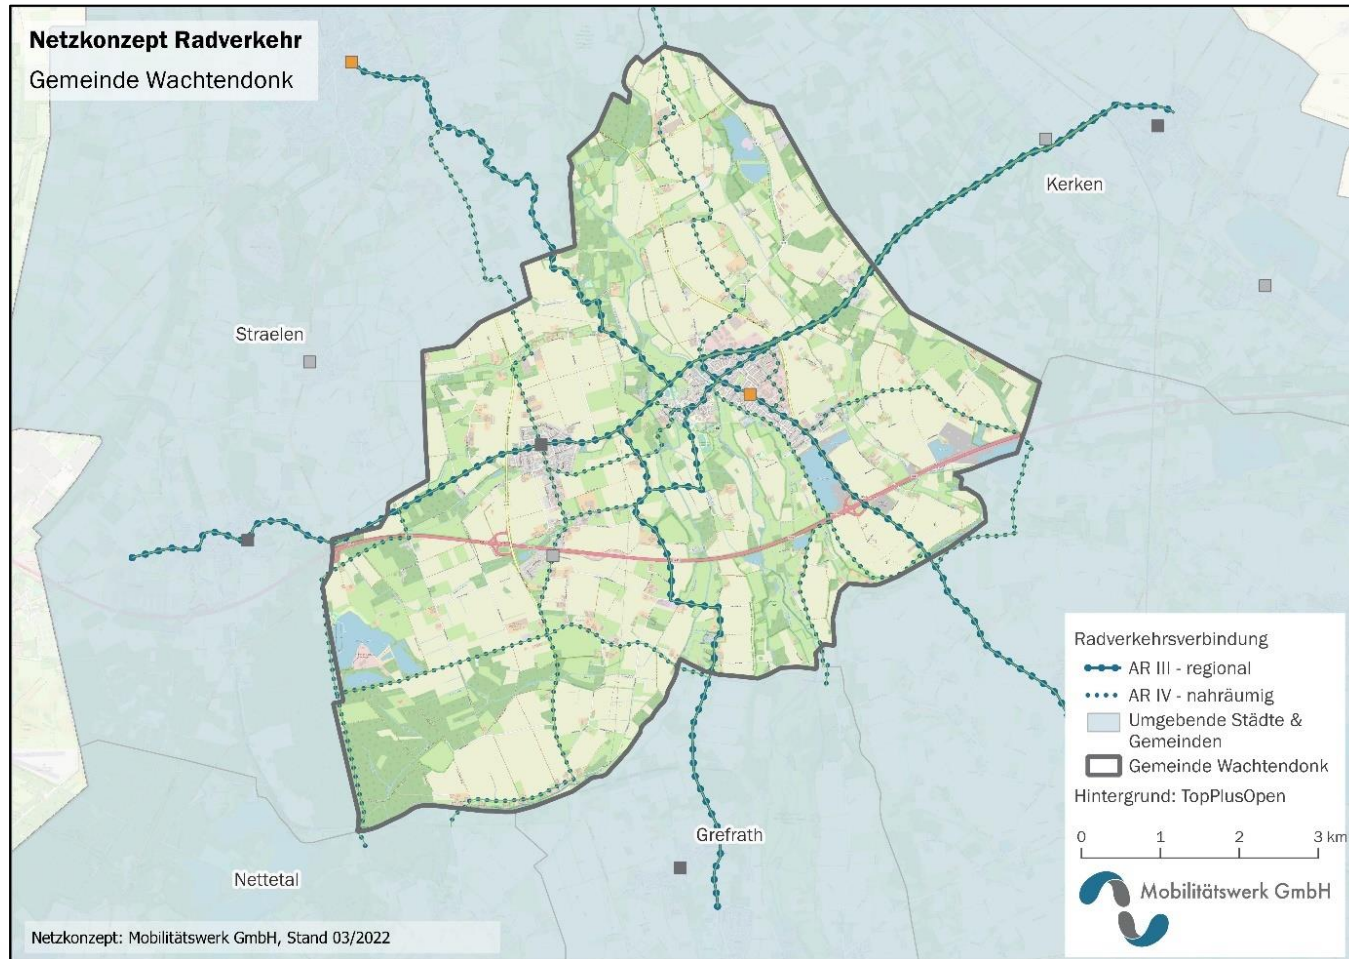 Netzkonzept Radverkehr
Gemeinde Wachtendonk
Kerken
Straelen
Grefrath
Nettetal
Radverkehrsverbindung
AR III - regional
AR IV - nahräumig
Umgebende Städte &
Gemeinden
Gemeinde Wachtendonk
Hintergrund: TopPlusOpen
0 1 2 3 km
Mobilitätswerk GmbH
Netzkonzept: Mobilitätswerk GmbH, Stand 03/2022